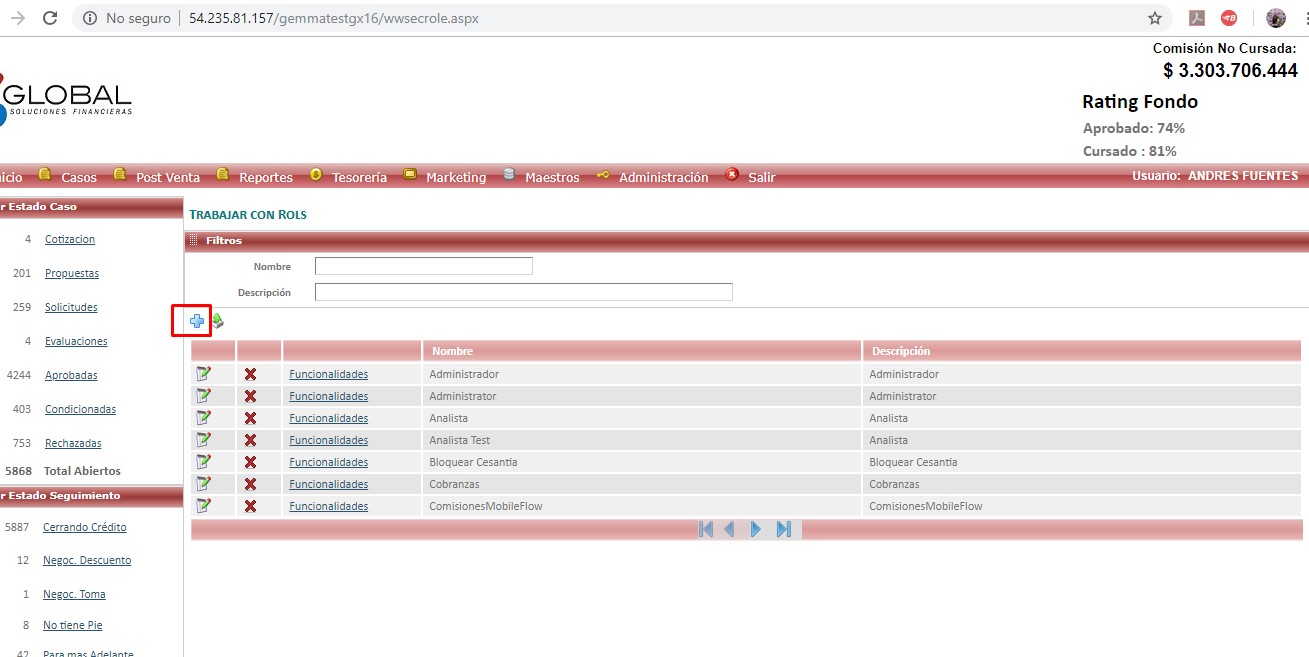 No seguro | 54.235.81.157/gemmatestgx16/wwsecrole.aspx
Comisión No Cursada:
$ 3.303.706.444
GLOBAL
SOLUCIONES FINANCIERAS
Rating Fondo
Aprobado: 74%
Cursado : 81%
icio Casos Post Venta Reportes Tesorería Marketing Maestros Administración Salir Usuario: ANDRES FUENTES
r Estado Caso
4 Cotizacion
201 Propuestas
259 Solicitudes
4 Evaluaciones
4244 Aprobadas
403 Condicionadas
753 Rechazadas
5868 Total Abiertos
r Estado Seguimiento
5887 Cerrando Crédito
12 Negoc. Descuento
1 Negoc. Toma
8 No tiene Pie
42 Para mas Adelante
TRABAJAR CON ROLS
Filtros
Nombre
Descripción
Nombre Descripción
Funcionalidades Administrador Administrador
Funcionalidades Administrator Administrator
Funcionalidades Analista Analista
Funcionalidades Analista Test Analista
Funcionalidades Bloquear Cesantia Bloquear Cesantia
Funcionalidades Cobranzas Cobranzas
Funcionalidades ComisionesMobileFlow ComisionesMobileFlow